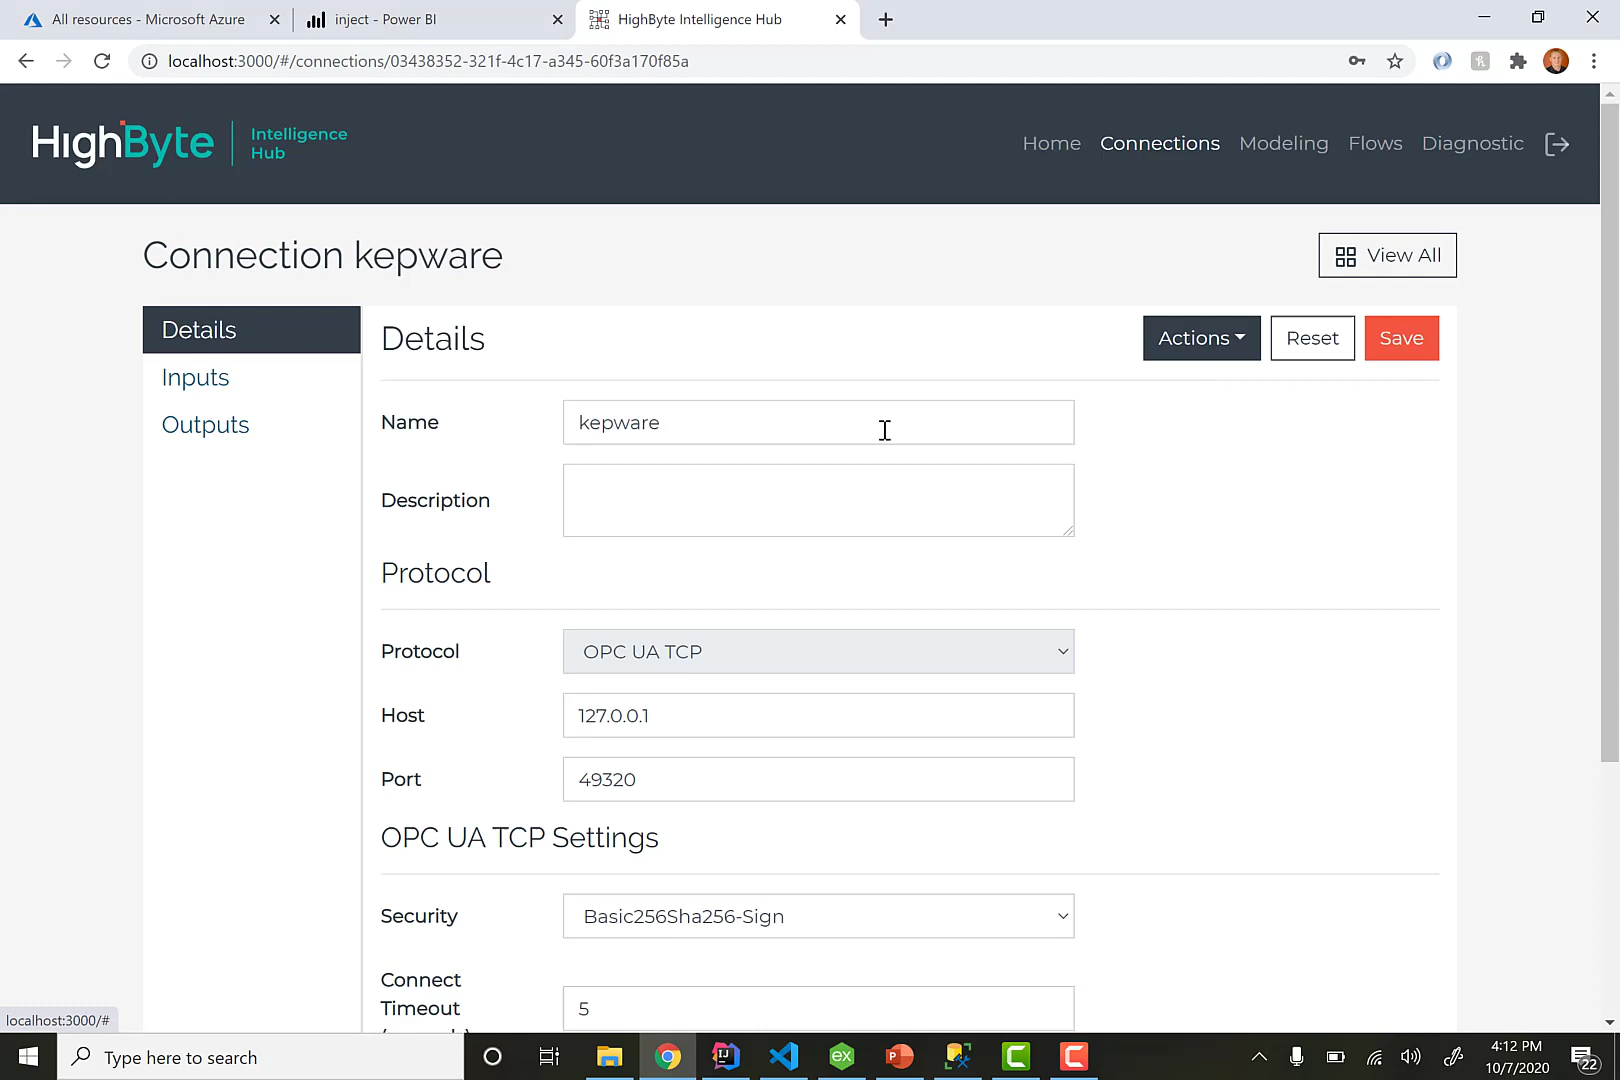 All resources - Microsoft Azure
inject - Power BI
HighByte Intelligence Hub
localhost:3000/#/connections/03438352-321f-4c17-a345-60f3a170f85a
HighByte
Intelligence
Hub
Home
Connections
Modeling
Flows
Diagnostic
Connection kepware
View All
Details
Inputs
Outputs
Details
Actions
Reset
Save
Name
kepware
Description
Protocol
Protocol
OPC UA TCP
Host
127.0.0.1
Port
49320
OPC UA TCP Settings
Security
Basic256Sha256-Sign
Connect
Timeout
5
localhost:3000/#
Type here to search
4:12 PM
10/7/2020
22